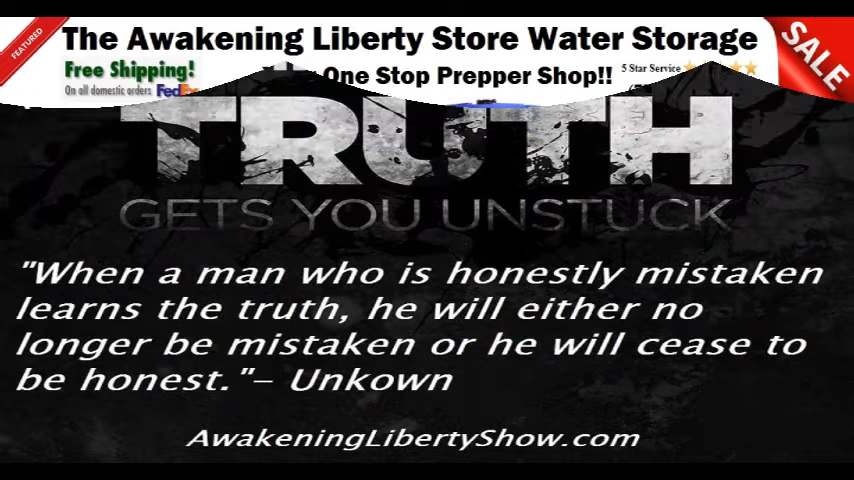 FEATURED
The Awakening Liberty Store Water Storage
SALE
Free Shipping!
One Stop Prepper Shop!!
5 Star Service
On all domestic orders FedEx
TRUTH
GETS YOU UNSTUCK
"When a man who is honestly mistaken
learns the truth, he will either no
longer be mistaken or he will cease to
be honest."– Unkown
AwakeningLibertyShow.com